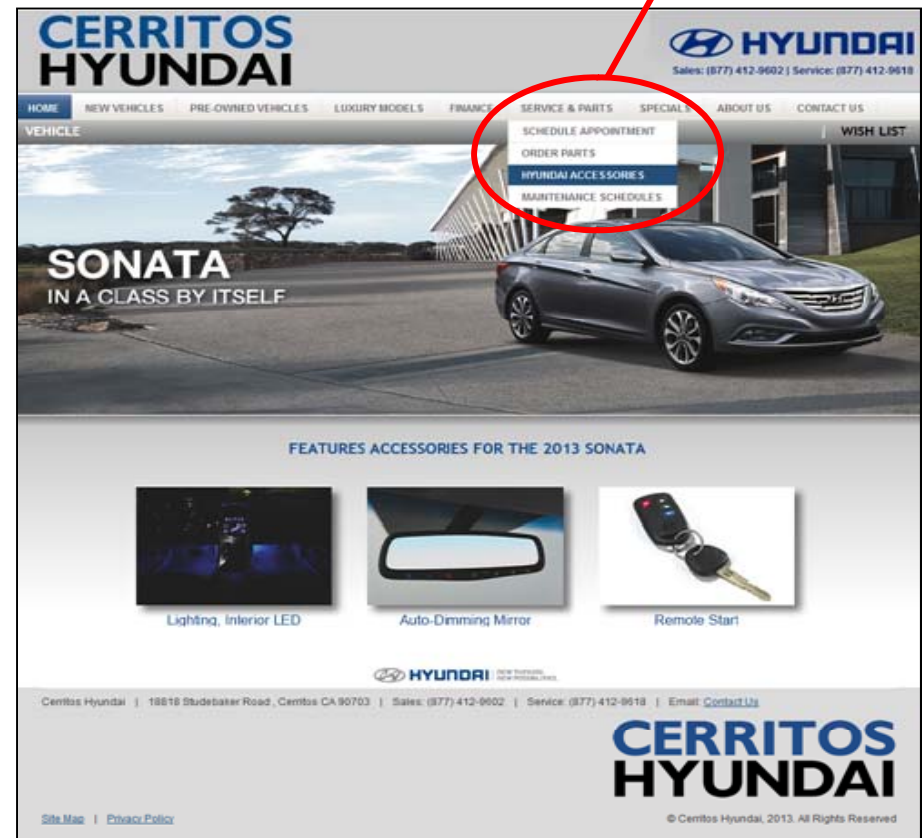 CERRITOS
HYUNDAI
HYUNDAI
Sales: (877) 412-9602 | Service: (877) 412-9618
HOME NEW VEHICLES PRE-OWNED VEHICLES LUXURY MODELS FINANCE SERVICE & PARTS SPECIALS ABOUT US CONTACT US
VEHICLE WISH LIST
SCHEDULE APPOINTMENT
ORDER PARTS
HYUNDAI ACCESSORIES
MAINTENANCE SCHEDULES
SONATA
IN A CLASS BY ITSELF
FEATURES ACCESSORIES FOR THE 2013 SONATA
Lighting, Interior LED Auto-Dimming Mirror Remote Start
HYUNDAI NEW THINKING. NEW POSSIBILITIES.
Cerritos Hyundai | 18818 Studebaker Road, Cerritos CA 90703 | Sales: (877) 412-9602 | Service: (877) 412-9618 | Email: Contact Us
CERRITOS
HYUNDAI
Site Map | Privacy Policy © Cerritos Hyundai, 2013. All Rights Reserved